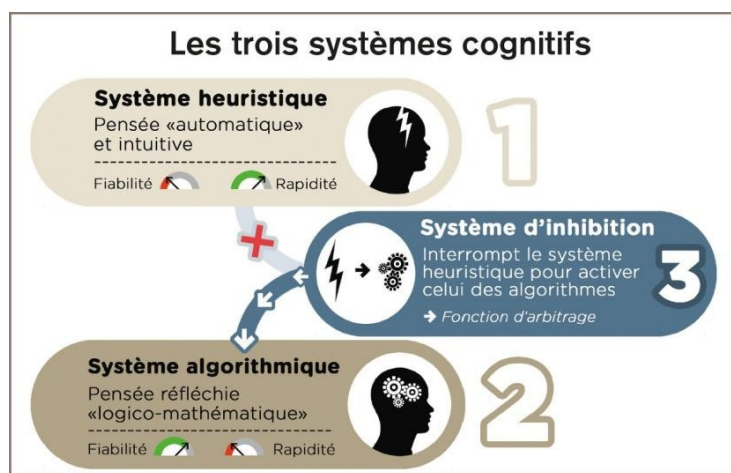 Les trois systèmes cognitifs
Système heuristique
Pensée «automatique»
et intuitive
Fiabilité Rapidité
1
Système d'inhibition
Interrompt le système
heuristique pour activer
celui des algorithmes
→ Fonction d'arbitrage
3
Système algorithmique
Pensée réfléchie
«logico-mathématique»
Fiabilité Rapidité
2